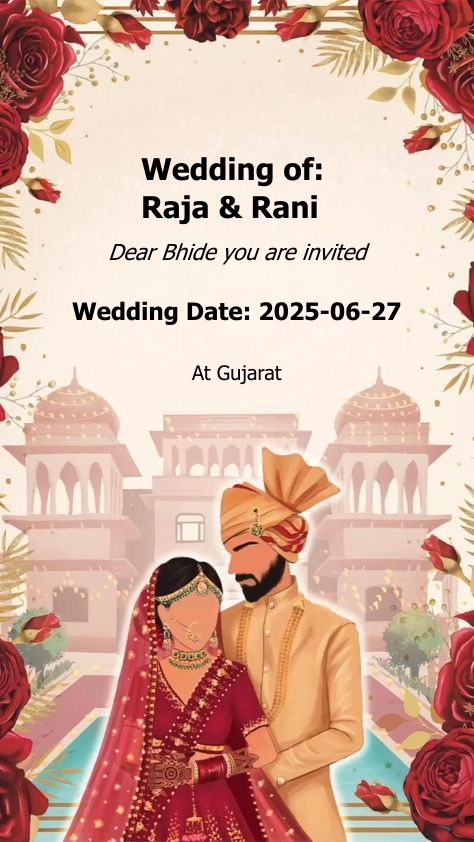 Wedding of:
Raja & Rani
Dear Bhide you are invited
Wedding Date: 2025-06-27
At Gujarat